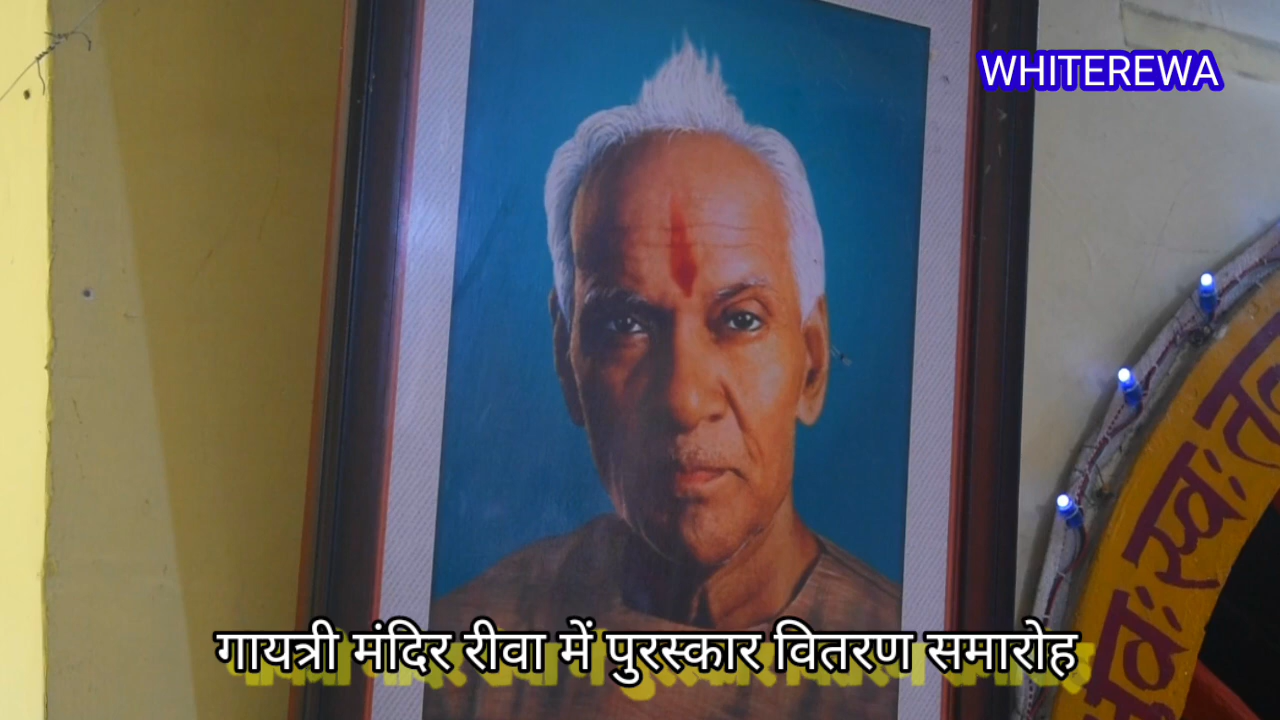 WHITEREWA
स्वः
गायत्री मंदिर रीवा में पुरस्कार वितरण समारोह